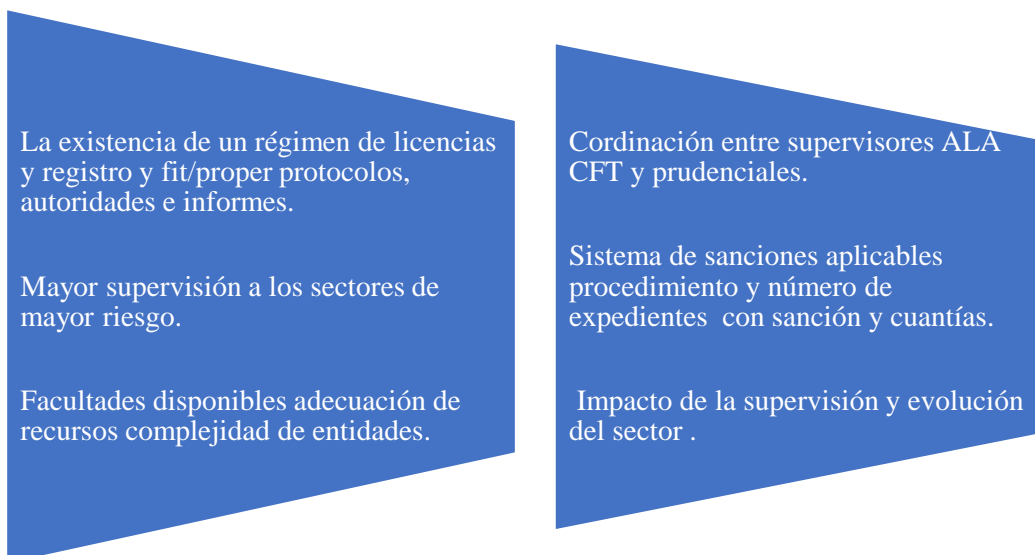 La existencia de un régimen de licencias
y registro y fit/proper protocolos,
autoridades e informes.
Mayor supervisión a los sectores de
mayor riesgo.
Facultades disponibles adecuación de
recursos complejidad de entidades.
Cordinación entre supervisores ALA
CFT y prudenciales.
Sistema de sanciones aplicables
procedimiento y número de
expedientes con sanción y cuantías.
Impacto de la supervisión y evolución
del sector .